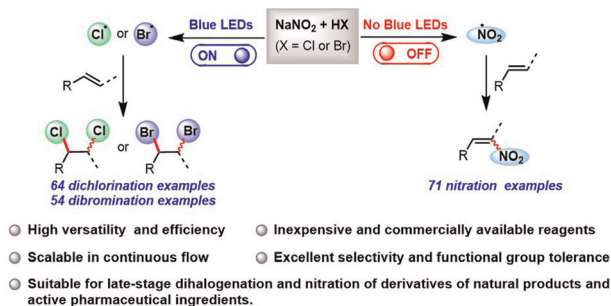 Cl• or Br•
Blue LEDs
ON
NaNO2 + HX
(X = Cl or Br)
No Blue LEDs
OFF
•NO2
R
R
Cl Cl or Br Br
R R
R NO2
64 dichlorination examples
54 dibromination examples
71 nitration examples
High versatility and efficiency
Inexpensive and commercially available reagents
Scalable in continuous flow
Excellent selectivity and functional group tolerance
Suitable for late-stage dihalogenation and nitration of derivatives of natural products and
active pharmaceutical ingredients.